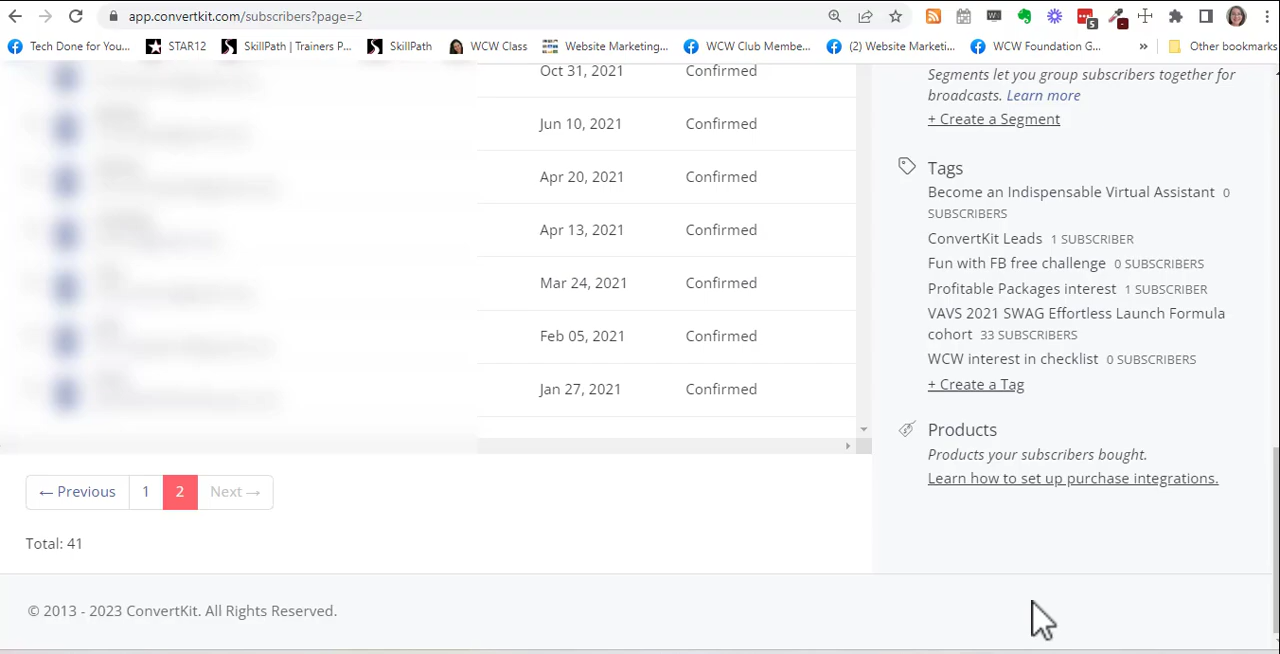 app.convertkit.com/subscribers?page=2
5
Tech Done for You...
STAR12
SkillPath | Trainers P...
SkillPath
WCW Class
Website Marketing...
WCW Club Membe...
(2) Website Marketi...
WCW Foundation G...
»
Other bookmarks
Oct 31, 2021 Confirmed
Jun 10, 2021 Confirmed
Apr 20, 2021 Confirmed
Apr 13, 2021 Confirmed
Mar 24, 2021 Confirmed
Feb 05, 2021 Confirmed
Jan 27, 2021 Confirmed
← Previous 1 2 Next →
Total: 41
Segments let you group subscribers together for
broadcasts. Learn more
+ Create a Segment
Tags
Become an Indispensable Virtual Assistant 0
SUBSCRIBERS
ConvertKit Leads 1 SUBSCRIBER
Fun with FB free challenge 0 SUBSCRIBERS
Profitable Packages interest 1 SUBSCRIBER
VAVS 2021 SWAG Effortless Launch Formula
cohort 33 SUBSCRIBERS
WCW interest in checklist 0 SUBSCRIBERS
+ Create a Tag
Products
Products your subscribers bought.
Learn how to set up purchase integrations.
© 2013 - 2023 ConvertKit. All Rights Reserved.